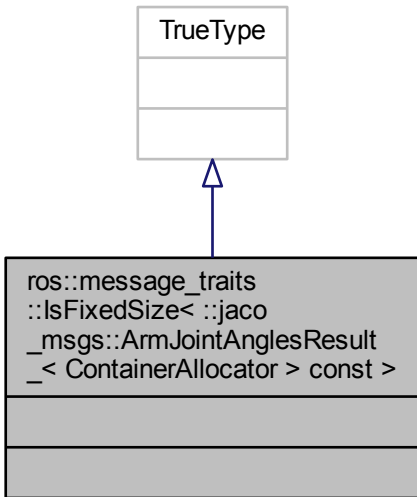 TrueType
ros::message_traits
::IsFixedSize< ::jaco
_msgs::ArmJointAnglesResult
_< ContainerAllocator > const >